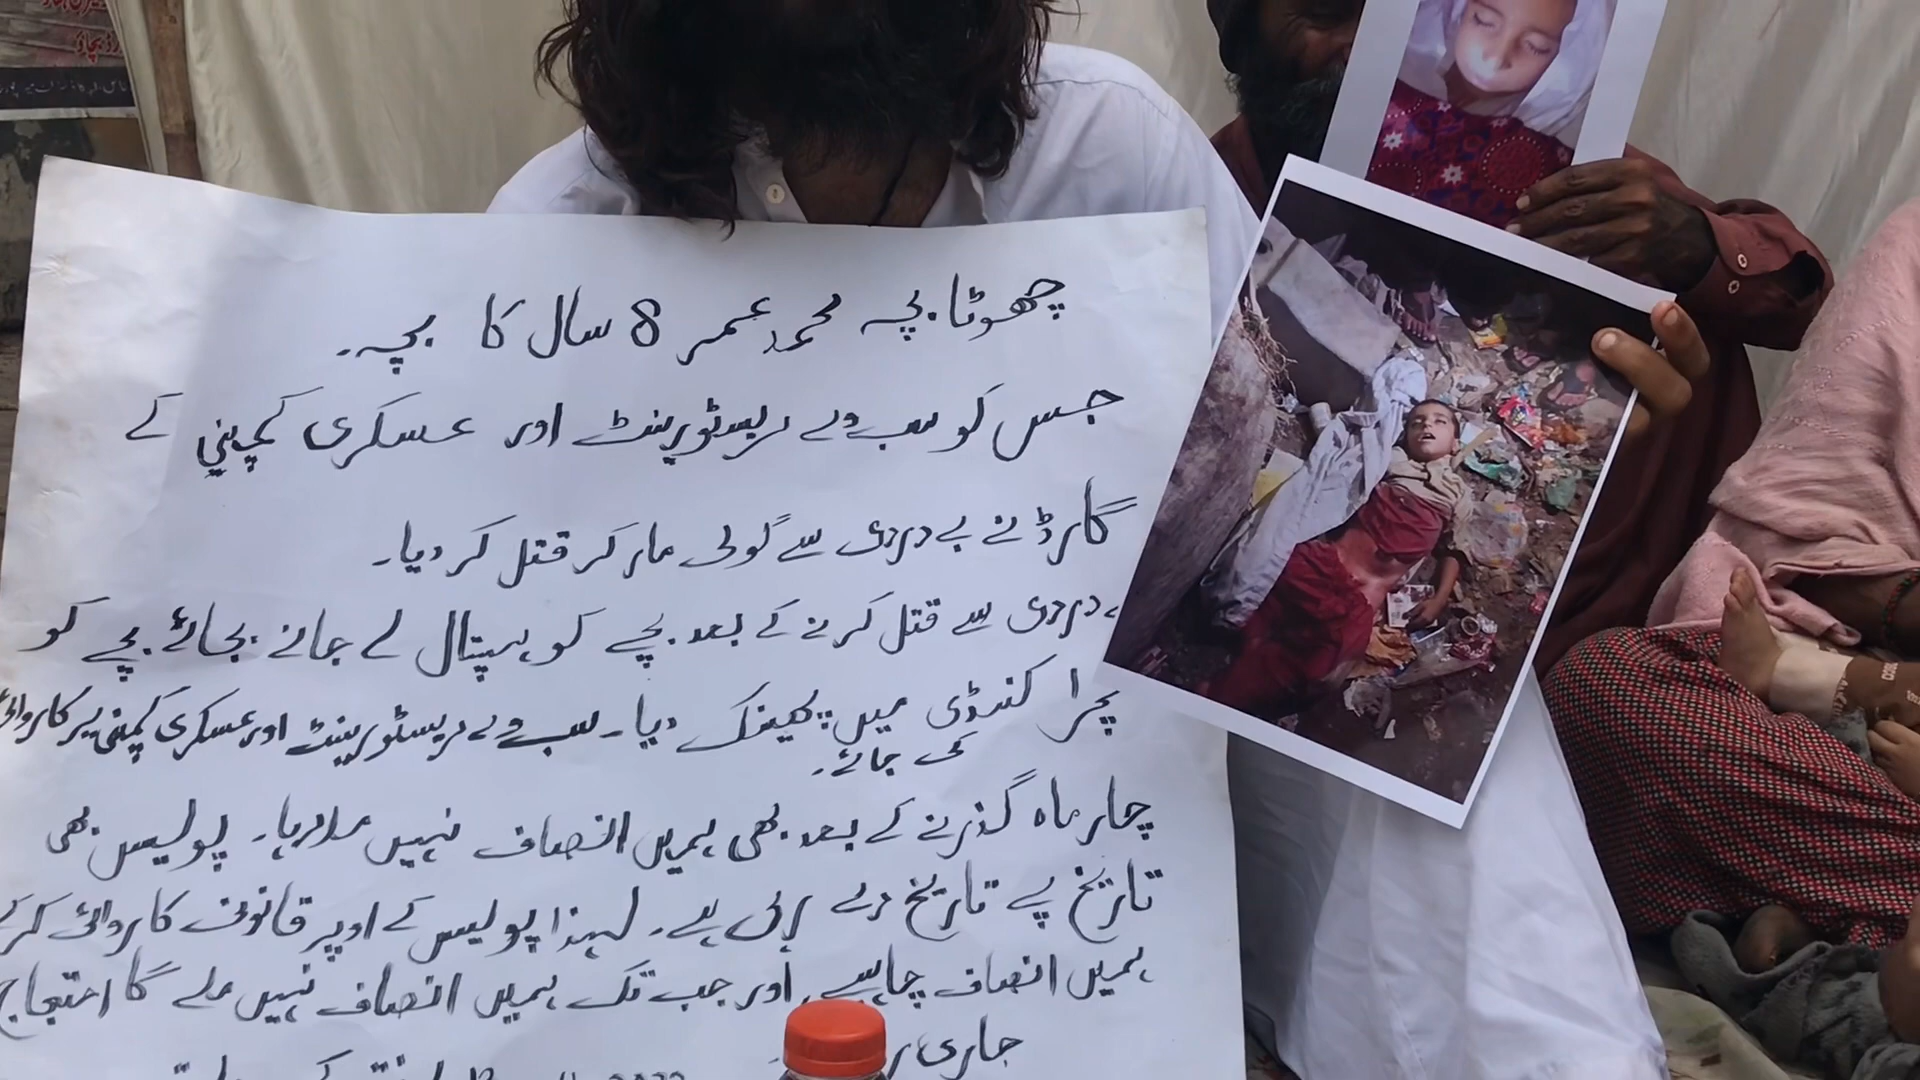 بچاؤ
چھوٹا بچہ محمد عمر 8 سال کا بچہ۔
جس کو سب وے ریسٹورینٹ اور عسکری کمپنی کے
گارڈ نے بے دردی سے گولی مار کر قتل کر دیا۔
دردی سے قتل کرنے کے بعد بچے کو ہسپتال لے جانے بجائے بچے کو
کچرا کنڈی میں پھینک دیا۔ سب وے ریسٹورینٹ اور عسکری کمپنی پر کاروائی
کی جائے۔
چار ماہ گذرنے کے بعد بھی ہمیں انصاف نہیں مل رہا۔ پولیس بھی
تاریخ پے تاریخ دے رہی ہے۔ لہذا پولیس کے اوپر قانونی کاروائی کرکے
ہمیں انصاف چاہیے، اور جب تک ہمیں انصاف نہیں ملے گا احتجاج
جاری